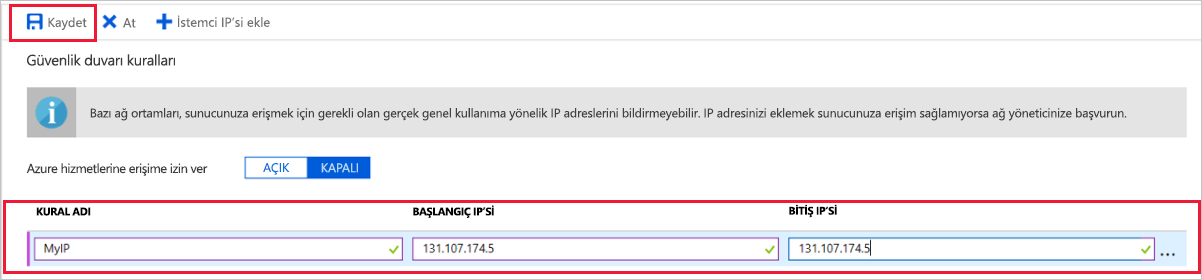 Kaydet At İstemci IP'si ekle
Güvenlik duvarı kuralları
Bazı ağ ortamları, sunucunuza erişmek için gerekli olan gerçek genel kullanıma yönelik IP adreslerini bildirmeyebilir. IP adresinizi eklemek sunucunuza erişim sağlamıyorsa ağ yöneticinize başvurun.
Azure hizmetlerine erişime izin ver AÇIK KAPALI
KURAL ADI BAŞLANGIÇ IP'Sİ BİTİŞ IP'Sİ
MyIP 131.107.174.5 131.107.174.5 ...